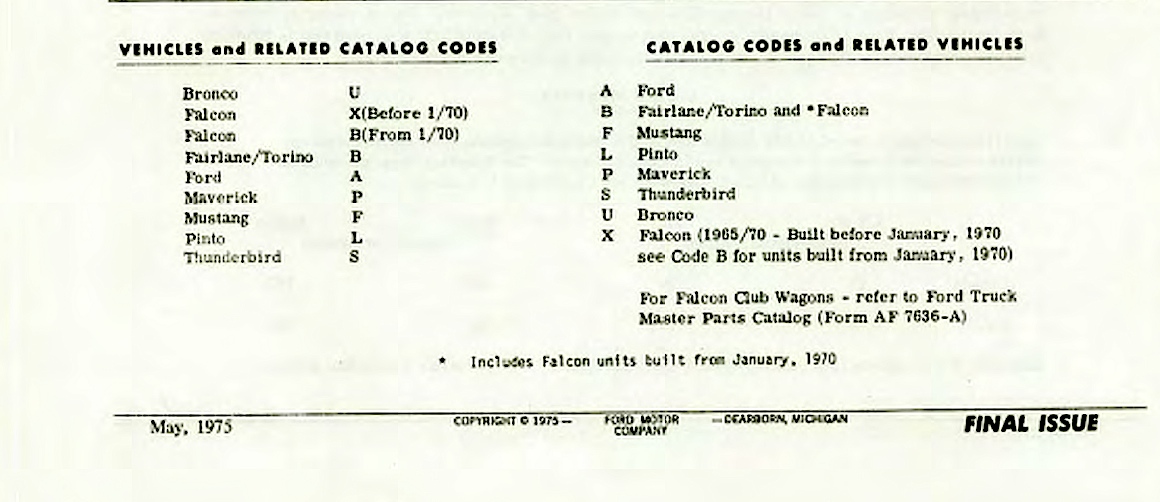 VEHICLES and RELATED CATALOG CODES
Bronco U
Falcon X(Before 1/70)
Falcon B(From 1/70)
Fairlane/Torino B
Ford A
Maverick P
Mustang F
Pinto L
Thunderbird S
CATALOG CODES and RELATED VEHICLES
A Ford
B Fairlane/Torino and *Falcon
F Mustang
L Pinto
P Maverick
S Thunderbird
U Bronco
X Falcon (1965/70 - Built before January, 1970
see Code B for units built from January, 1970)
For Falcon Club Wagons - refer to Ford Truck
Master Parts Catalog (Form AF 7636-A)
* Includes Falcon units built from January, 1970
May, 1975
COPYRIGHT © 1975 — FORD MOTOR COMPANY — DEARBORN, MICHIGAN
FINAL ISSUE